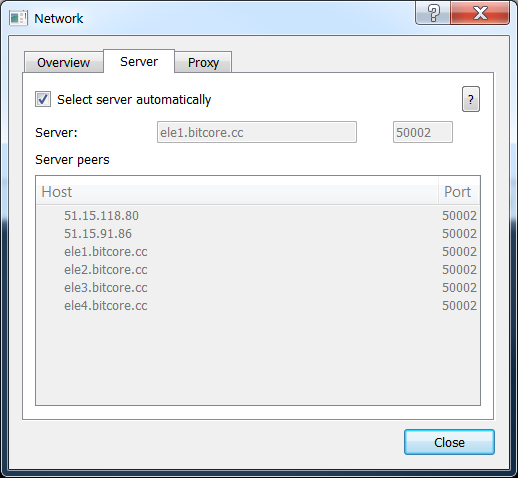 Network
?
Overview Server Proxy
Select server automatically ?
Server: ele1.bitcore.cc 50002
Server peers
Host Port
51.15.118.80 50002
51.15.91.86 50002
ele1.bitcore.cc 50002
ele2.bitcore.cc 50002
ele3.bitcore.cc 50002
ele4.bitcore.cc 50002
Close